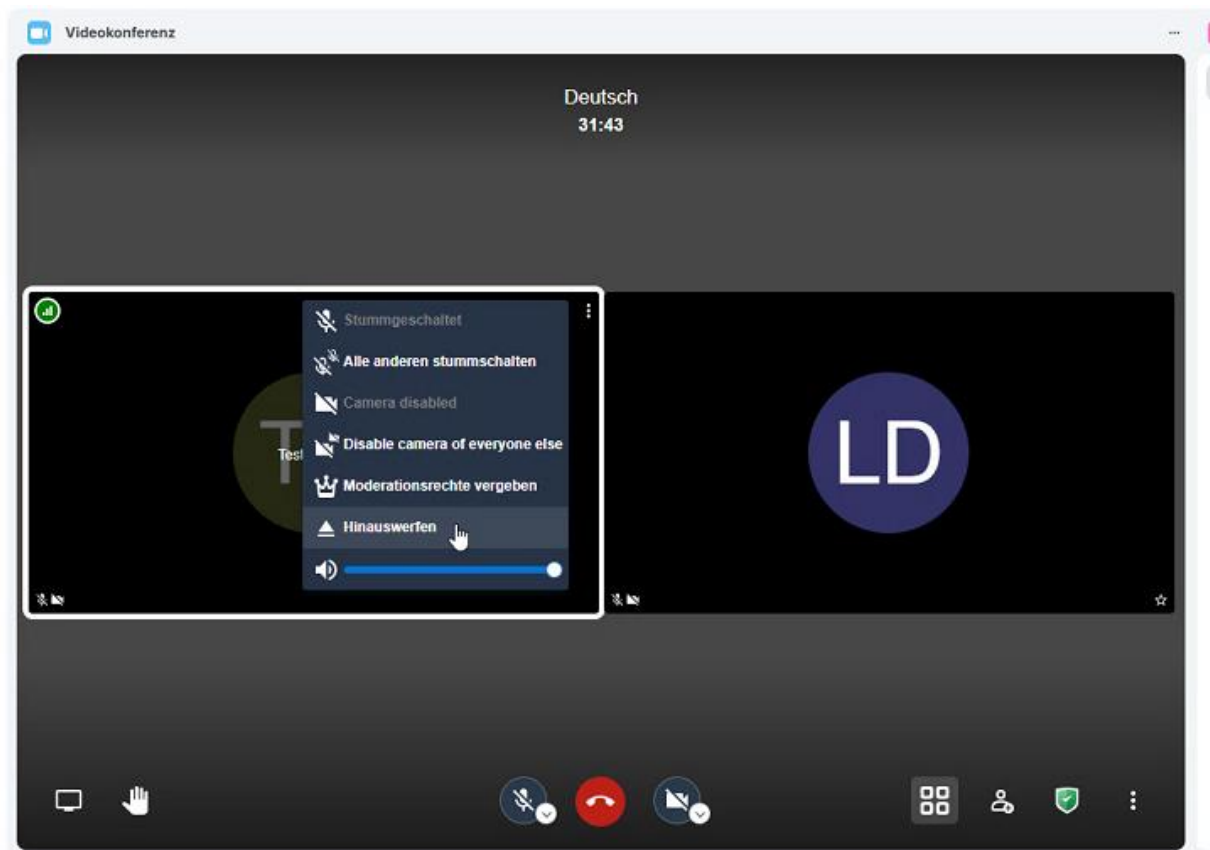 Videokonferenz
Deutsch
31:43
Stummgeschaltet
Alle anderen stummschalten
Camera disabled
Disable camera of everyone else
Moderationsrechte vergeben
Hinauswerfen
Test
LD